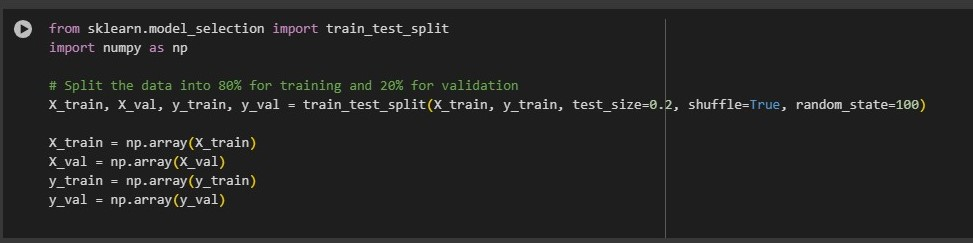 from sklearn.model_selection import train_test_split
import numpy as np
# Split the data into 80% for training and 20% for validation
X_train, X_val, y_train, y_val = train_test_split(X_train, y_train, test_size=0.2, shuffle=True, random_state=100)
X_train = np.array(X_train)
X_val = np.array(X_val)
y_train = np.array(y_train)
y_val = np.array(y_val)